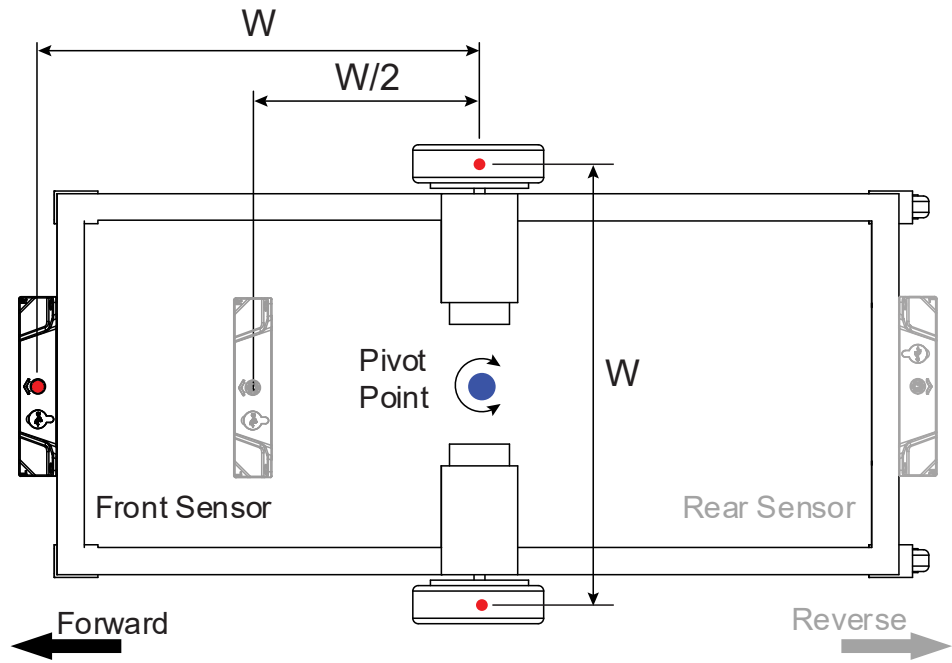 W
W/2
Pivot
Point
W
Front Sensor
Rear Sensor
Forward
Reverse